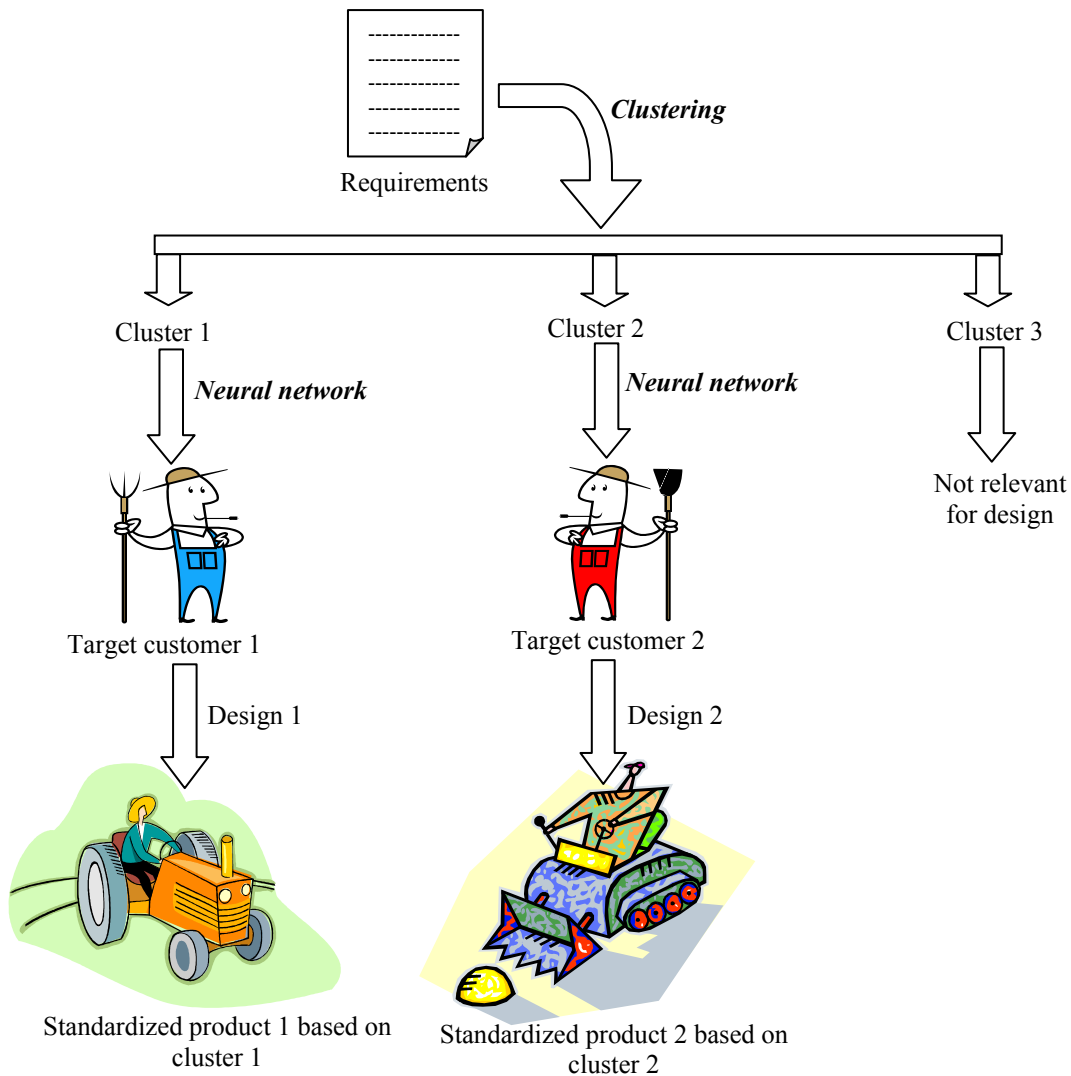 Clustering
Requirements
Cluster 1
Cluster 2
Cluster 3
Neural network
Neural network
Not relevant
for design
Target customer 1
Target customer 2
Design 1
Design 2
Standardized product 1 based on
cluster 1
Standardized product 2 based on
cluster 2